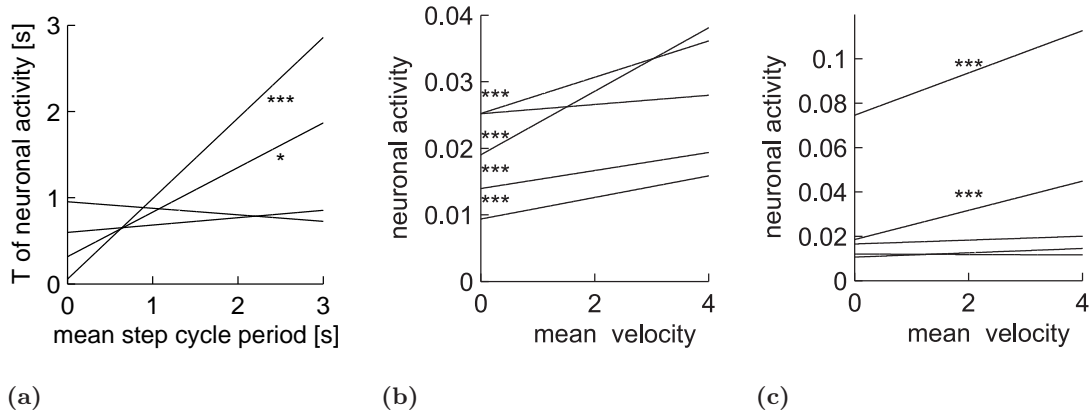 T of neuronal activity [s]
3
2
1
0
***
*
0 1 2 3
mean step cycle period [s]
(a)
neuronal activity
0.04
0.03
0.02
0.01
0
***
***
***
***
0 2 4
mean velocity
(b)
neuronal activity
0.1
0.08
0.06
0.04
0.02
0
***
***
0 2 4
mean velocity
(c)